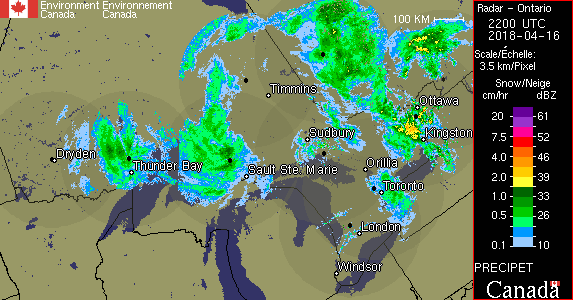 Environment Environnement
Canada Canada
100 KM
Timmins
Ottawa
Sudbury
Kingston
Dryden
Thunder Bay
Sault Ste. Marie
Orillia
Toronto
London
Windsor
Radar - Ontario
2200 UTC
2018-04-16
Scale/Échelle:
3.5 km/Pixel
Snow/Neige
cm/hr dBZ
20 61
7.5 52
4.0 46
2.0 39
1.0 33
0.5 26
0.1 10
PRECIPET
Canada